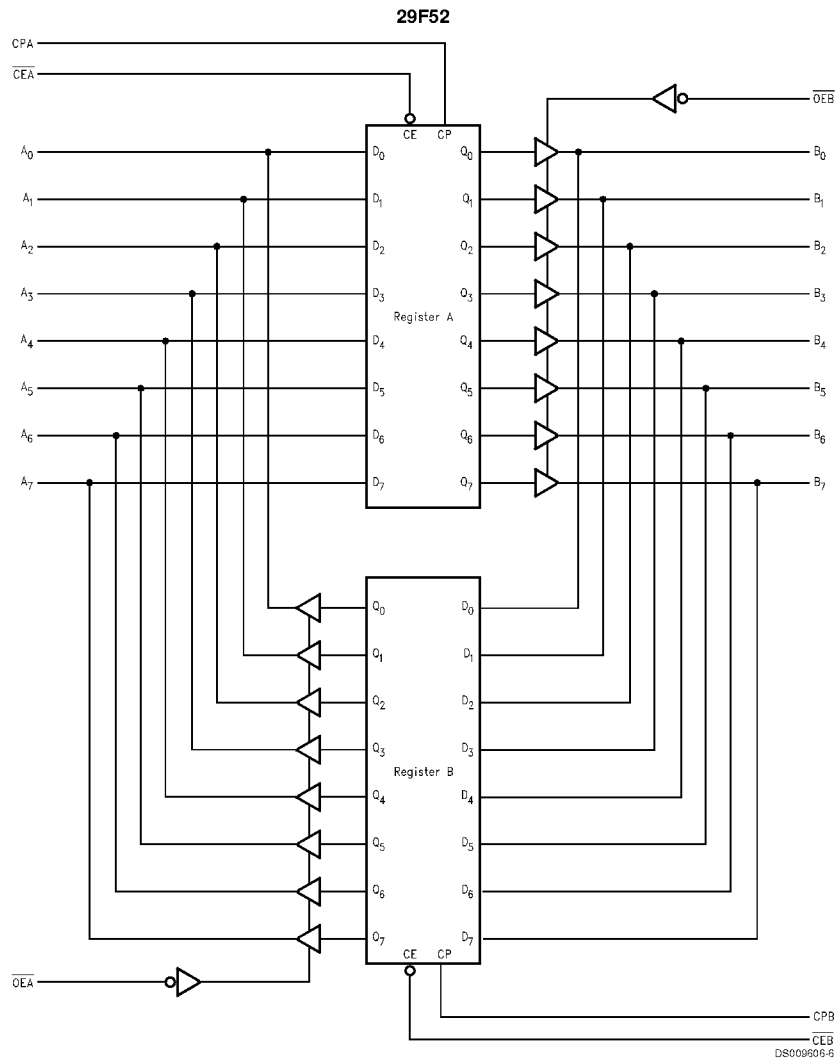 29F52
CPA
CEA
OEB
CE CP
A0 D0 Q0 B0
A1 D1 Q1 B1
A2 D2 Q2 B2
A3 D3 Q3 B3
Register A
A4 D4 Q4 B4
A5 D5 Q5 B5
A6 D6 Q6 B6
A7 D7 Q7 B7
Q0 D0
Q1 D1
Q2 D2
Q3 D3
Register B
Q4 D4
Q5 D5
Q6 D6
Q7 D7
CE CP
OEA
CPB
CEB
DS009606-6